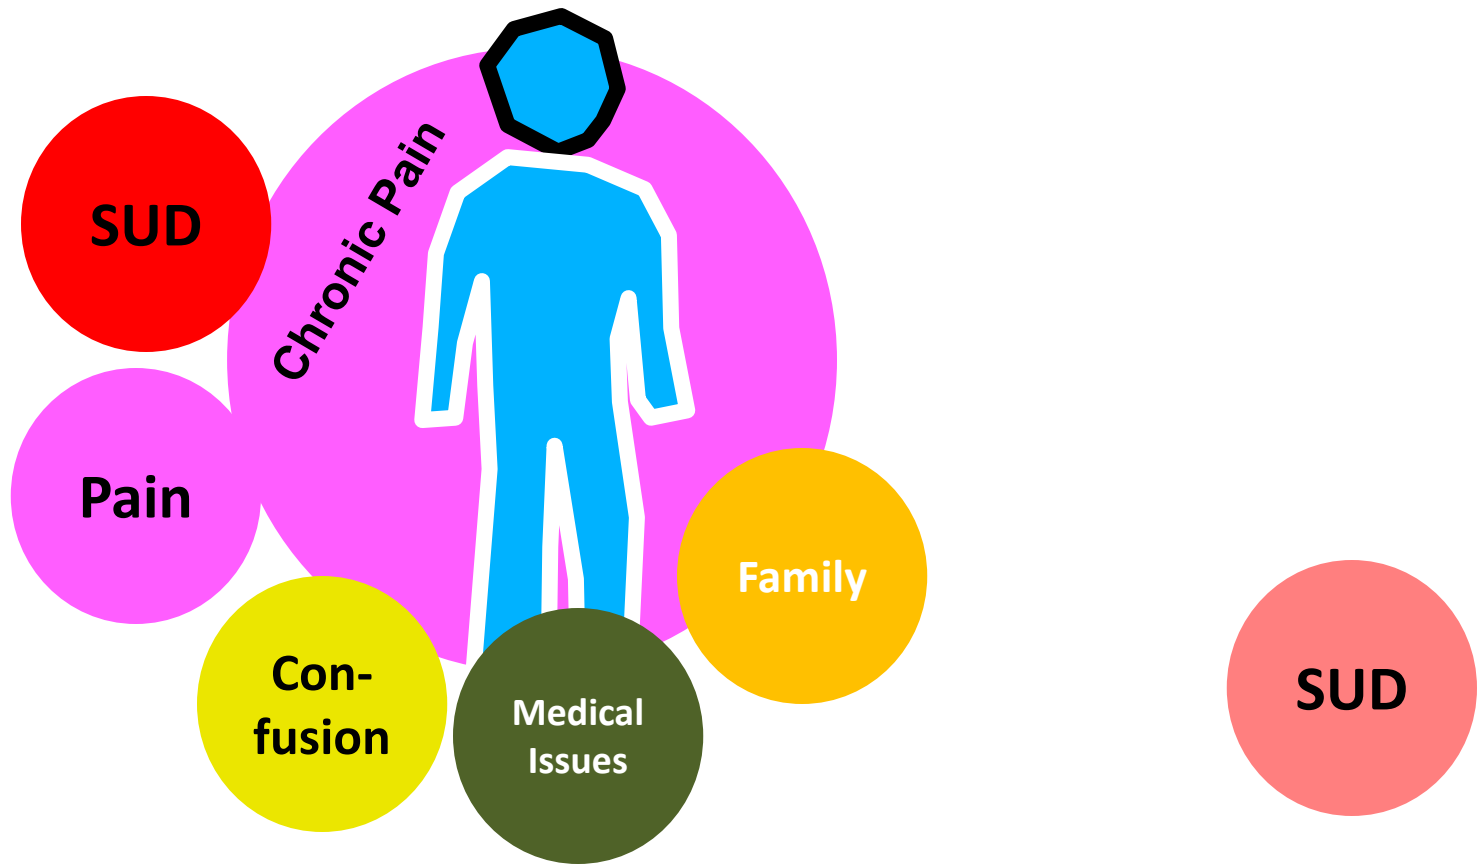 Chronic Pain
SUD
Pain
Family
Con-
fusion
Medical
Issues
SUD